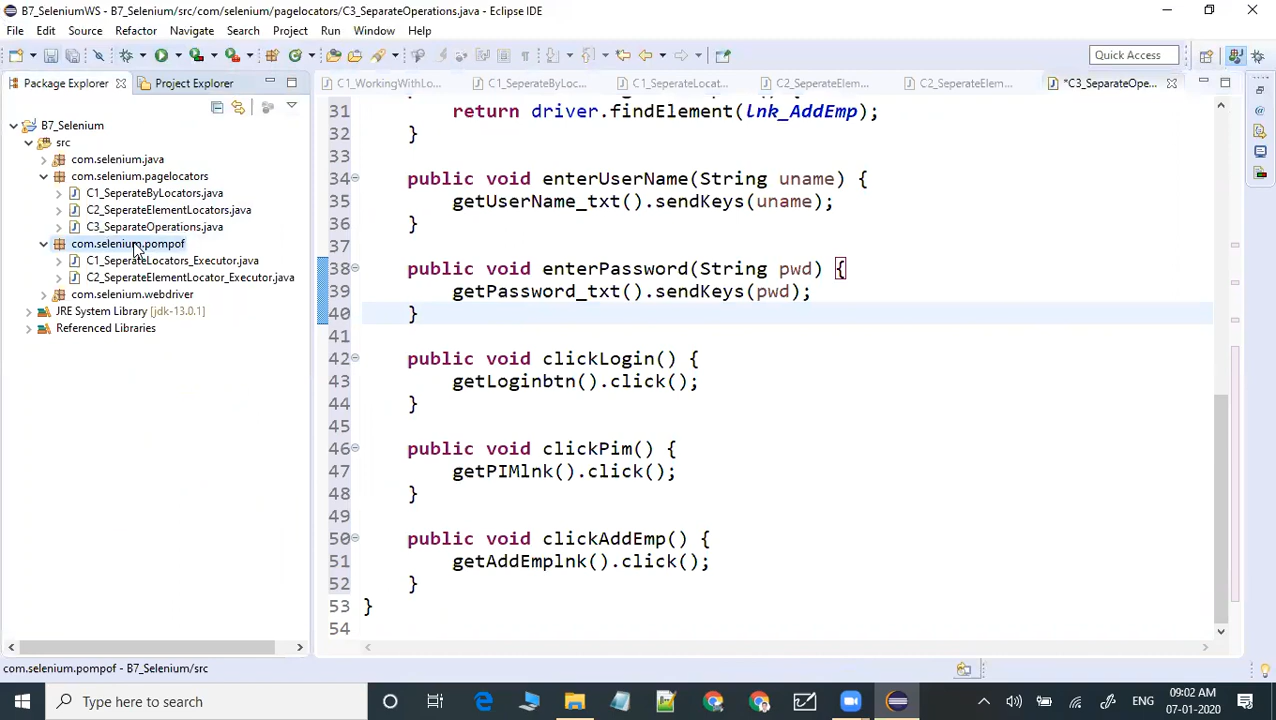 B7_SeleniumWS - B7_Selenium/src/com/selenium/pagelocators/C3_SeparateOperations.java - Eclipse IDE
File Edit Source Refactor Navigate Search Project Run Window Help
Quick Access
Package Explorer
Project Explorer
C1_WorkingWithLo...
C1_SeperateByLoc...
C1_SeperateLocat...
C2_SeperateElem...
C2_SeperateElem...
*C3_SeparateOpe...
B7_Selenium
src
com.selenium.java
com.selenium.pagelocators
C1_SeperateByLocators.java
C2_SeperateElementLocators.java
C3_SeparateOperations.java
com.selenium.pompof
C1_SeperateLocators_Executor.java
C2_SeperateElementLocator_Executor.java
com.selenium.webdriver
JRE System Library [jdk-13.0.1]
Referenced Libraries
31 return driver.findElement(lnk_AddEmp);
32 }
33
34 public void enterUserName(String uname) {
35 getUserName_txt().sendKeys(uname);
36 }
37
38 public void enterPassword(String pwd) {
39 getPassword_txt().sendKeys(pwd);
40 }
41
42 public void clickLogin() {
43 getLoginbtn().click();
44 }
45
46 public void clickPim() {
47 getPIMlnk().click();
48 }
49
50 public void clickAddEmp() {
51 getAddEmplnk().click();
52 }
53 }
54
com.selenium.pompof - B7_Selenium/src
Type here to search
ENG
09:02 AM
07-01-2020